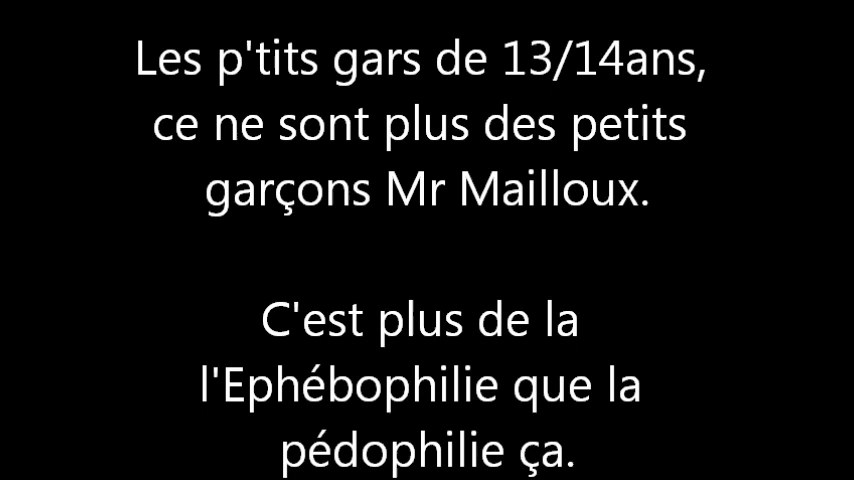 Les p'tits gars de 13/14ans,
ce ne sont plus des petits
garçons Mr Mailloux.
C'est plus de la
l'Ephébophilie que la
pédophilie ça.